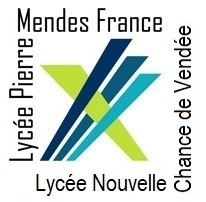 Lycée Pierre
Mendes France
Lycée Nouvelle
Chance de Vendée